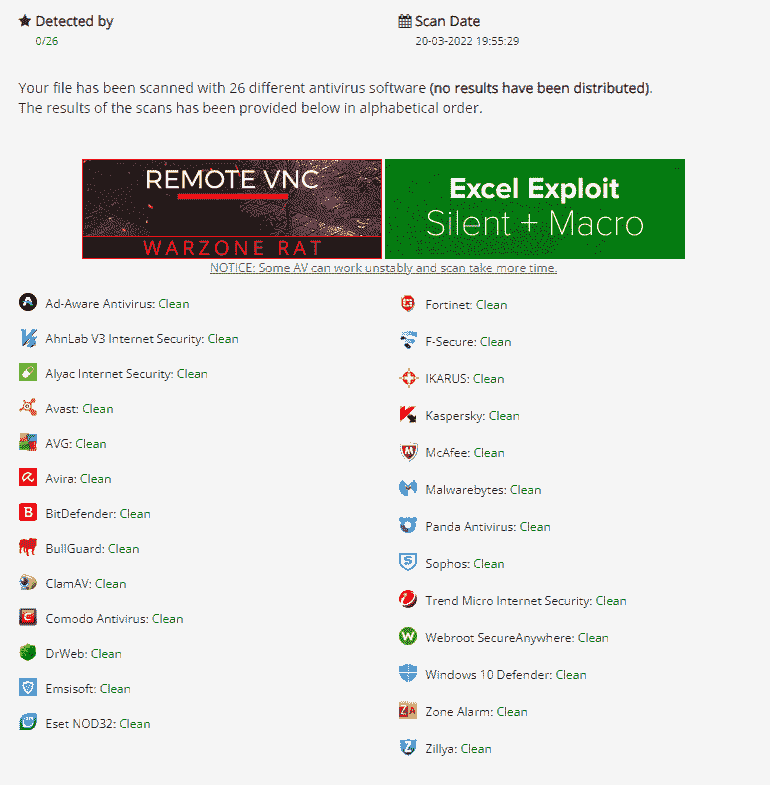 Detected by
0/26
Scan Date
20-03-2022 19:55:29
Your file has been scanned with 26 different antivirus software (no results have been distributed).
The results of the scans has been provided below in alphabetical order.
REMOTE VNC
WARZONE RAT
Excel Exploit
Silent + Macro
NOTICE: Some AV can work unstably and scan take more time.
Ad-Aware Antivirus: Clean
AhnLab V3 Internet Security: Clean
Alyac Internet Security: Clean
Avast: Clean
AVG: Clean
Avira: Clean
BitDefender: Clean
BullGuard: Clean
ClamAV: Clean
Comodo Antivirus: Clean
DrWeb: Clean
Emsisoft: Clean
Eset NOD32: Clean
Fortinet: Clean
F-Secure: Clean
IKARUS: Clean
Kaspersky: Clean
McAfee: Clean
Malwarebytes: Clean
Panda Antivirus: Clean
Sophos: Clean
Trend Micro Internet Security: Clean
Webroot SecureAnywhere: Clean
Windows 10 Defender: Clean
Zone Alarm: Clean
Zillya: Clean